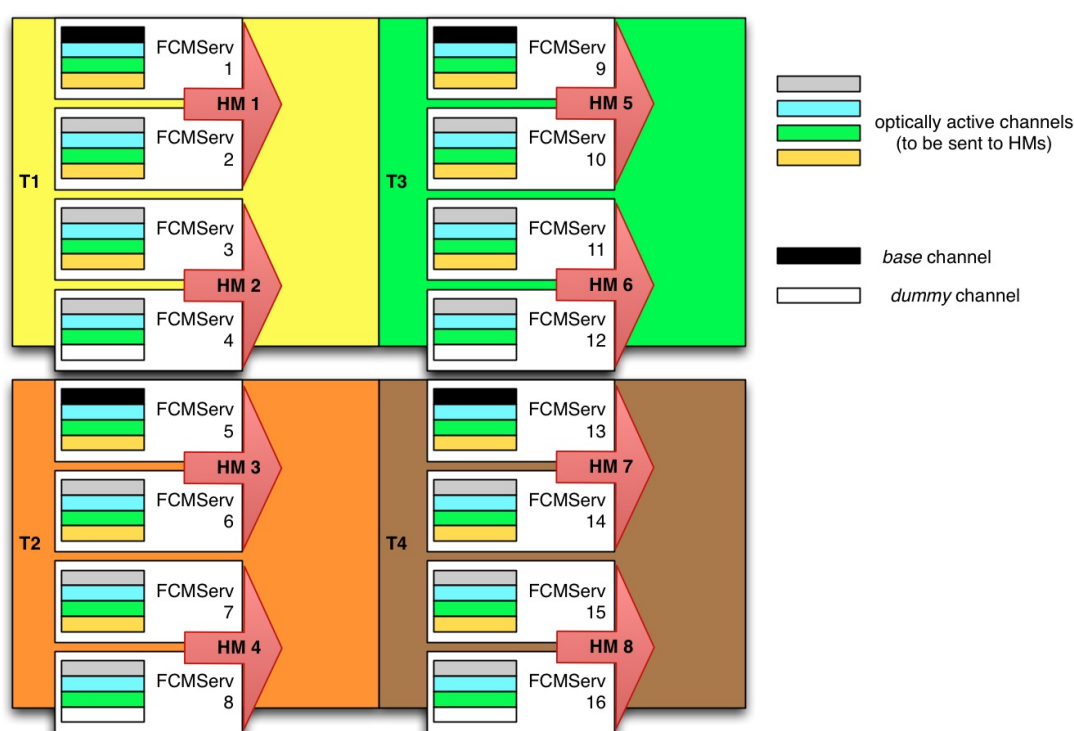 T1
FCMServ
1
HM 1
FCMServ
2
FCMServ
3
HM 2
FCMServ
4
T3
FCMServ
9
HM 5
FCMServ
10
FCMServ
11
HM 6
FCMServ
12
T2
FCMServ
5
HM 3
FCMServ
6
FCMServ
7
HM 4
FCMServ
8
T4
FCMServ
13
HM 7
FCMServ
14
FCMServ
15
HM 8
FCMServ
16
optically active channels
(to be sent to HMs)
base channel
dummy channel